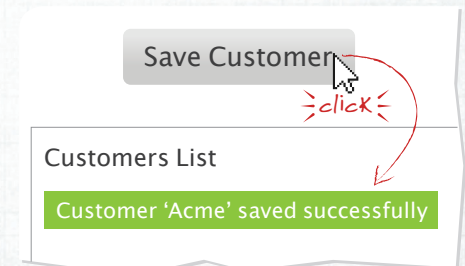 Save Customer
click
Customers List
Customer ‘Acme’ saved successfully